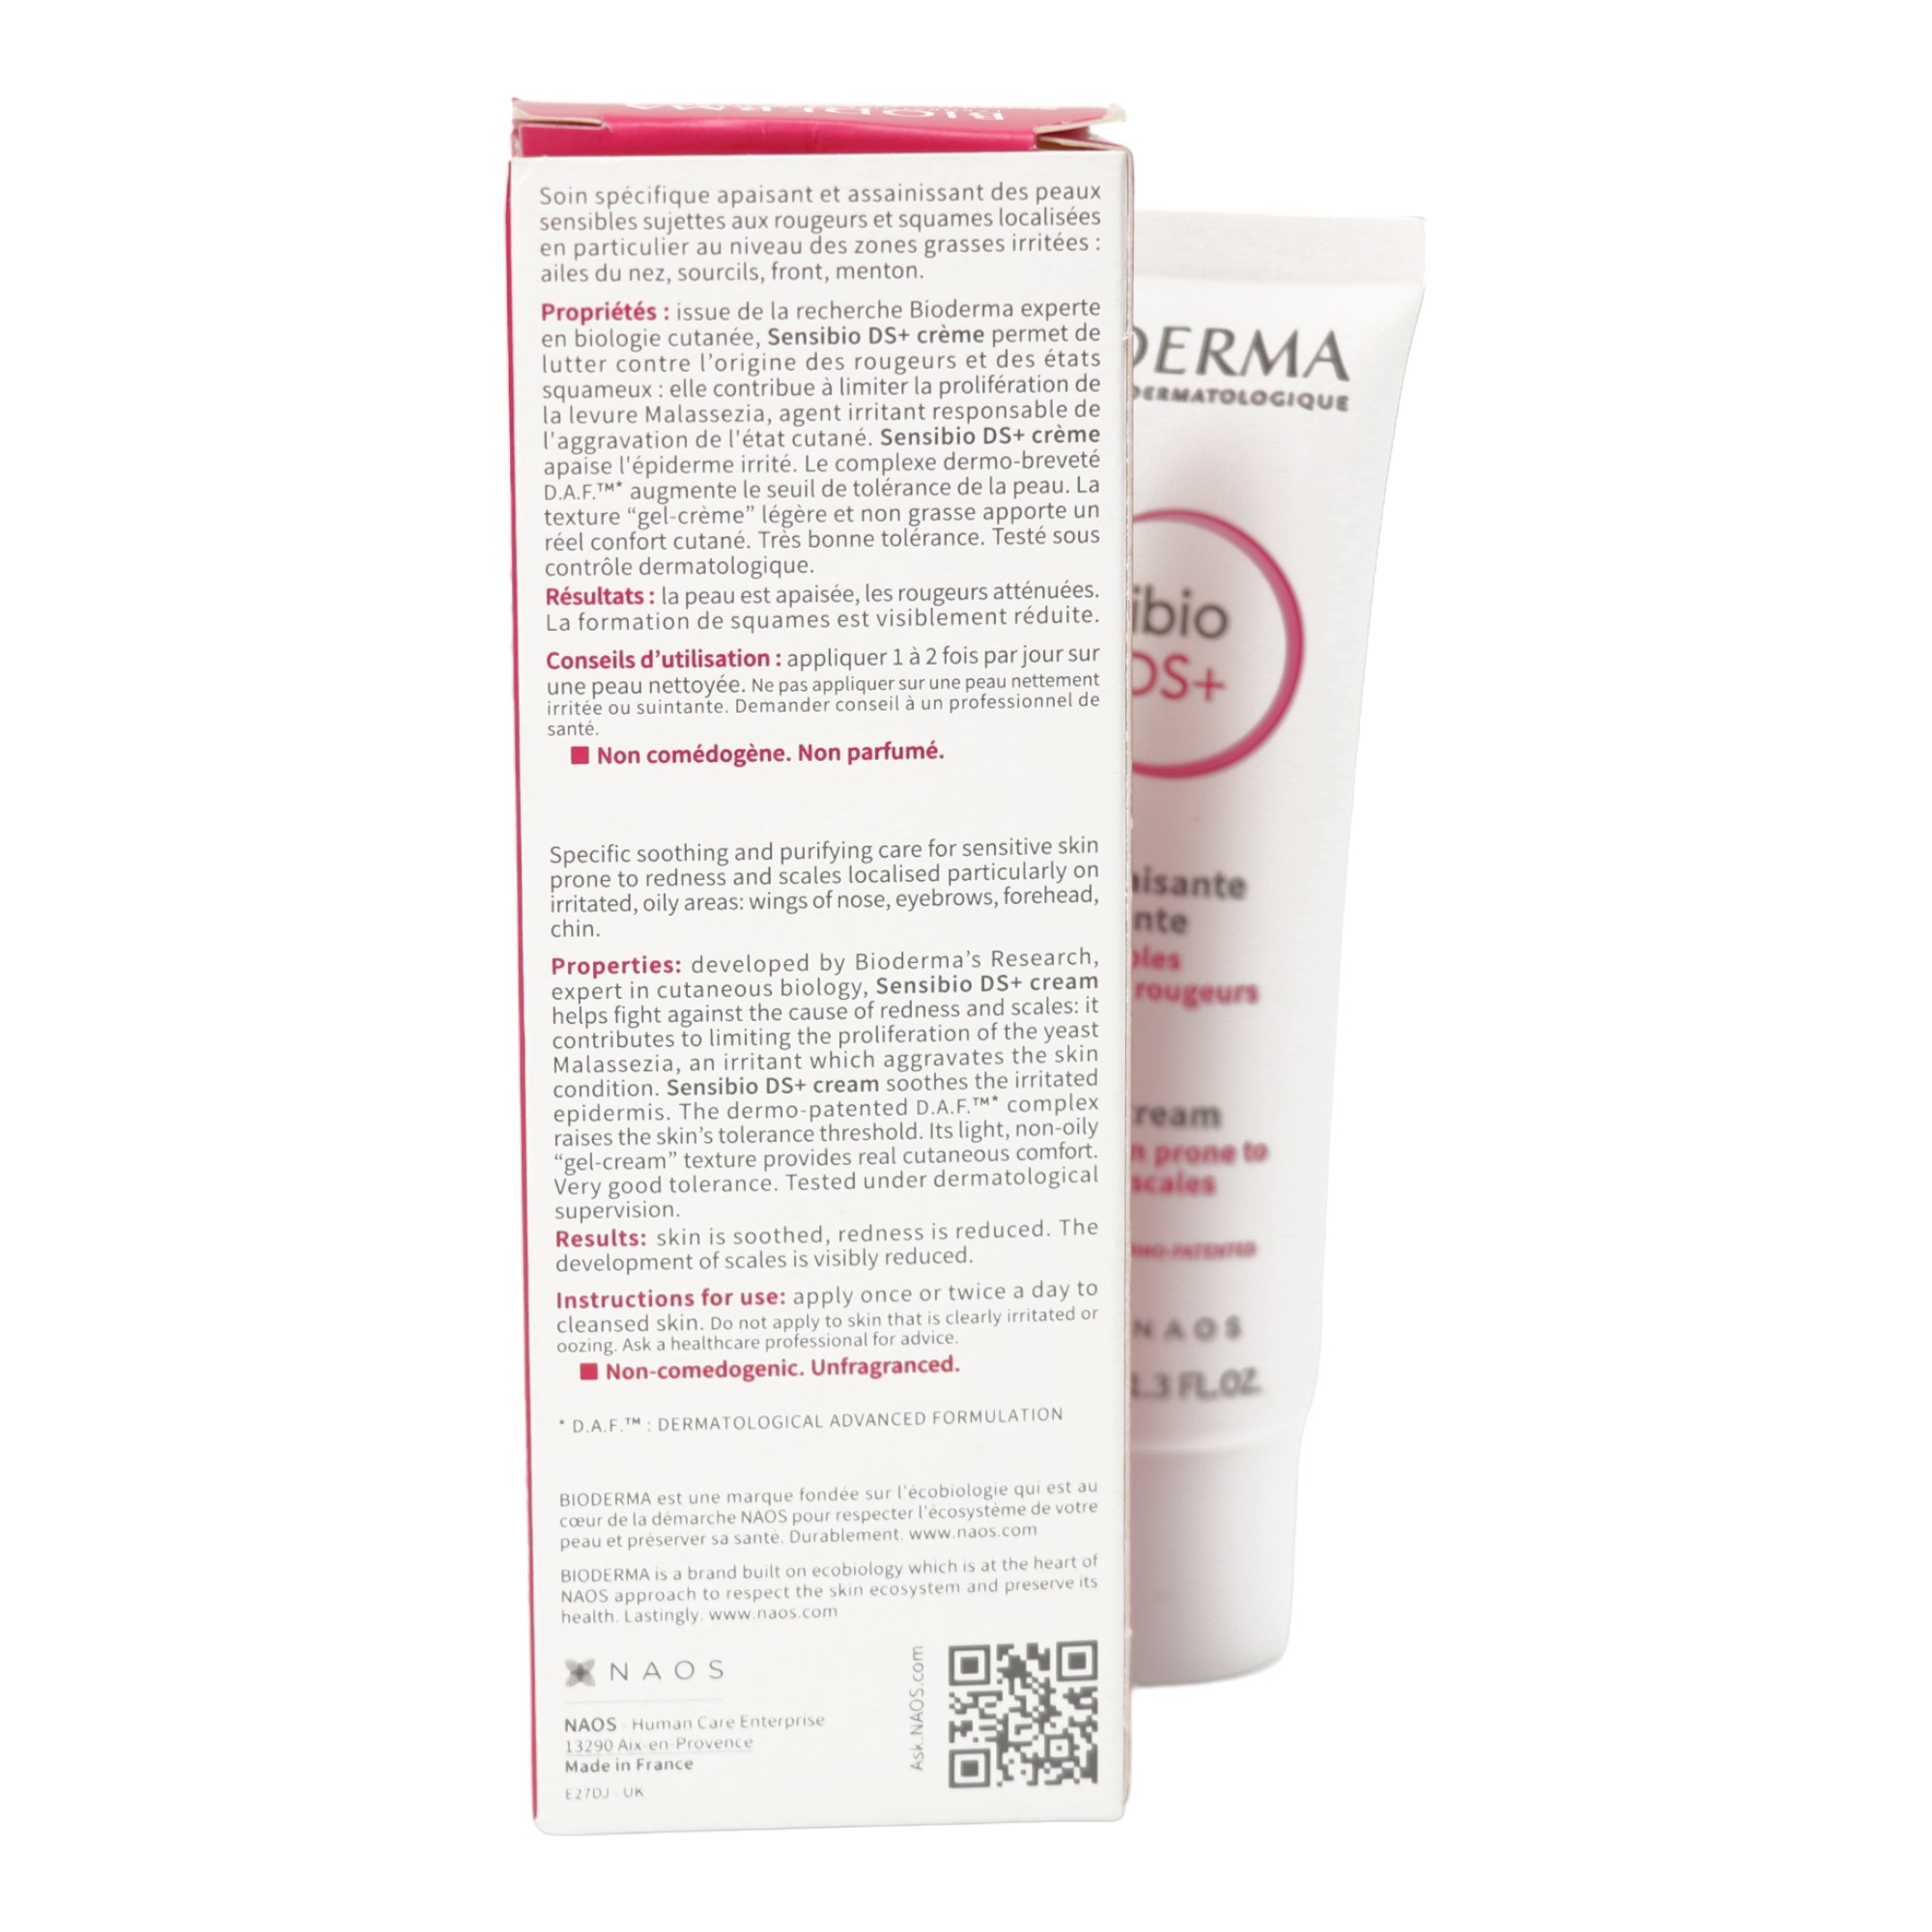 BIODERMA
Soin spécifique apaisant et assainissant des peaux
sensibles sujettes aux rougeurs et squames localisées
en particulier au niveau des zones grasses irritées :
ailes du nez, sourcils, front, menton.
Propriétés : issue de la recherche Bioderma experte
en biologie cutanée, Sensibio DS+ crème permet de
lutter contre l'origine des rougeurs et des états
squameux : elle contribue à limiter la prolifération de
la levure Malassezia, agent irritant responsable de
l'aggravation de l'état cutané. Sensibio DS+ crème
apaise l'épiderme irrité. Le complexe dermo-breveté
D.A.F.™* augmente le seuil de tolérance de la peau. La
texture “gel-crème” légère et non grasse apporte un
réel confort cutané. Très bonne tolérance. Testé sous
contrôle dermatologique.
Résultats : la peau est apaisée, les rougeurs atténuées.
La formation de squames est visiblement réduite.
Conseils d’utilisation : appliquer 1 à 2 fois par jour sur
une peau nettoyée. Ne pas appliquer sur une peau nettement
irritée ou suintante. Demander conseil à un professionnel de
santé.
Non comédogène. Non parfumé.
Specific soothing and purifying care for sensitive skin
prone to redness and scales localised particularly on
irritated, oily areas: wings of nose, eyebrows, forehead,
chin.
Properties: developed by Bioderma’s Research,
expert in cutaneous biology, Sensibio DS+ cream
helps fight against the cause of redness and scales: it
contributes to limiting the proliferation of the yeast
Malassezia, an irritant which aggravates the skin
condition. Sensibio DS+ cream soothes the irritated
epidermis. The dermo-patented D.A.F.™* complex
raises the skin’s tolerance threshold. Its light, non-oily
“gel-cream” texture provides real cutaneous comfort.
Very good tolerance. Tested under dermatological
supervision.
Results: skin is soothed, redness is reduced. The
development of scales is visibly reduced.
Instructions for use: apply once or twice a day to
cleansed skin. Do not apply to skin that is clearly irritated or
oozing. Ask a healthcare professional for advice.
Non-comedogenic. Unfragranced.
* D.A.F.™ : DERMATOLOGICAL ADVANCED FORMULATION
BIODERMA est une marque fondée sur l'écobiologie qui est au
cœur de la démarche NAOS pour respecter l'écosystème de votre
peau et préserver sa santé. Durablement. www.naos.com
BIODERMA is a brand built on ecobiology which is at the heart of
NAOS approach to respect the skin ecosystem and preserve its
health. Lastingly. www.naos.com
NAOS
NAOS - Human Care Enterprise
13290 Aix-en-Provence
Made in France
E27DJ - UK
Ask.NAOS.com
DERMA
DERMATOLOGIQUE
ibio
DS+
aisante
nte
bles
rougeurs
ream
n prone to
scales
MO-PATENTED
NAOS
1.3 FL.OZ.